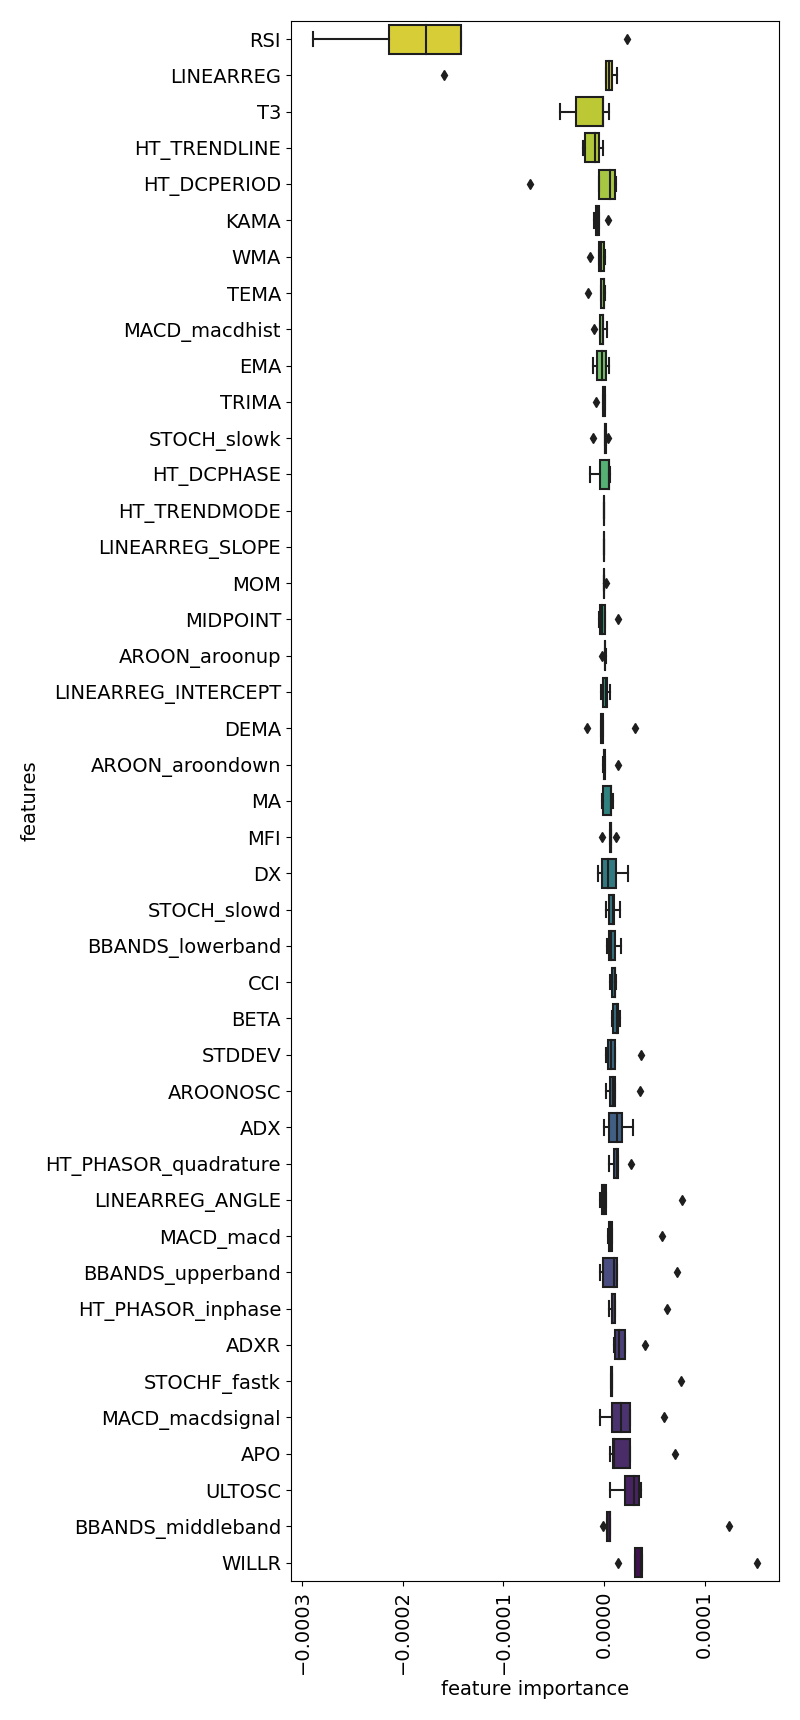 RSI
LINEARREG
T3
HT_TRENDLINE
HT_DCPERIOD
KAMA
WMA
TEMA
MACD_macdhist
EMA
TRIMA
STOCH_slowk
HT_DCPHASE
HT_TRENDMODE
LINEARREG_SLOPE
MOM
MIDPOINT
AROON_aroonup
LINEARREG_INTERCEPT
DEMA
AROON_aroondown
MA
MFI
DX
STOCH_slowd
BBANDS_lowerband
CCI
BETA
STDDEV
AROONOSC
ADX
HT_PHASOR_quadrature
LINEARREG_ANGLE
MACD_macd
BBANDS_upperband
HT_PHASOR_inphase
ADXR
STOCHF_fastk
MACD_macdsignal
APO
ULTOSC
BBANDS_middleband
WILLR
features
−0.0003
−0.0002
−0.0001
0.0000
0.0001
feature importance